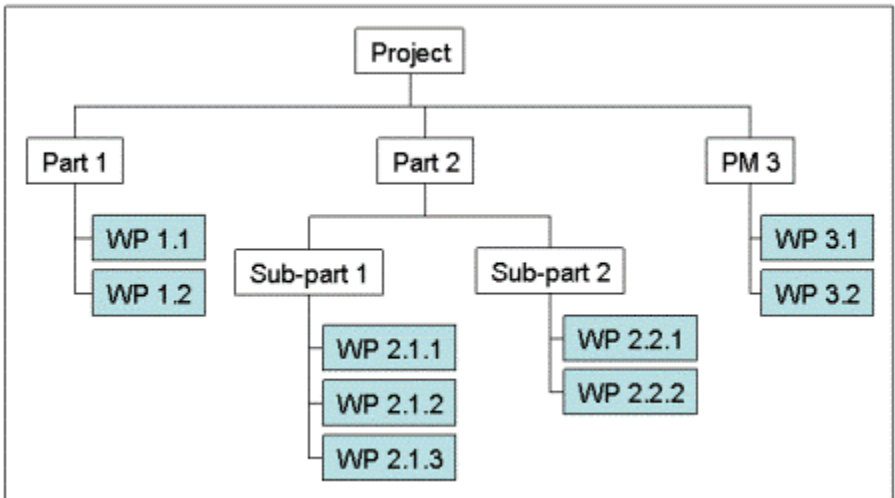 Project
Part 1
Part 2
PM 3
WP 1.1
WP 1.2
Sub-part 1
Sub-part 2
WP 3.1
WP 3.2
WP 2.1.1
WP 2.1.2
WP 2.1.3
WP 2.2.1
WP 2.2.2